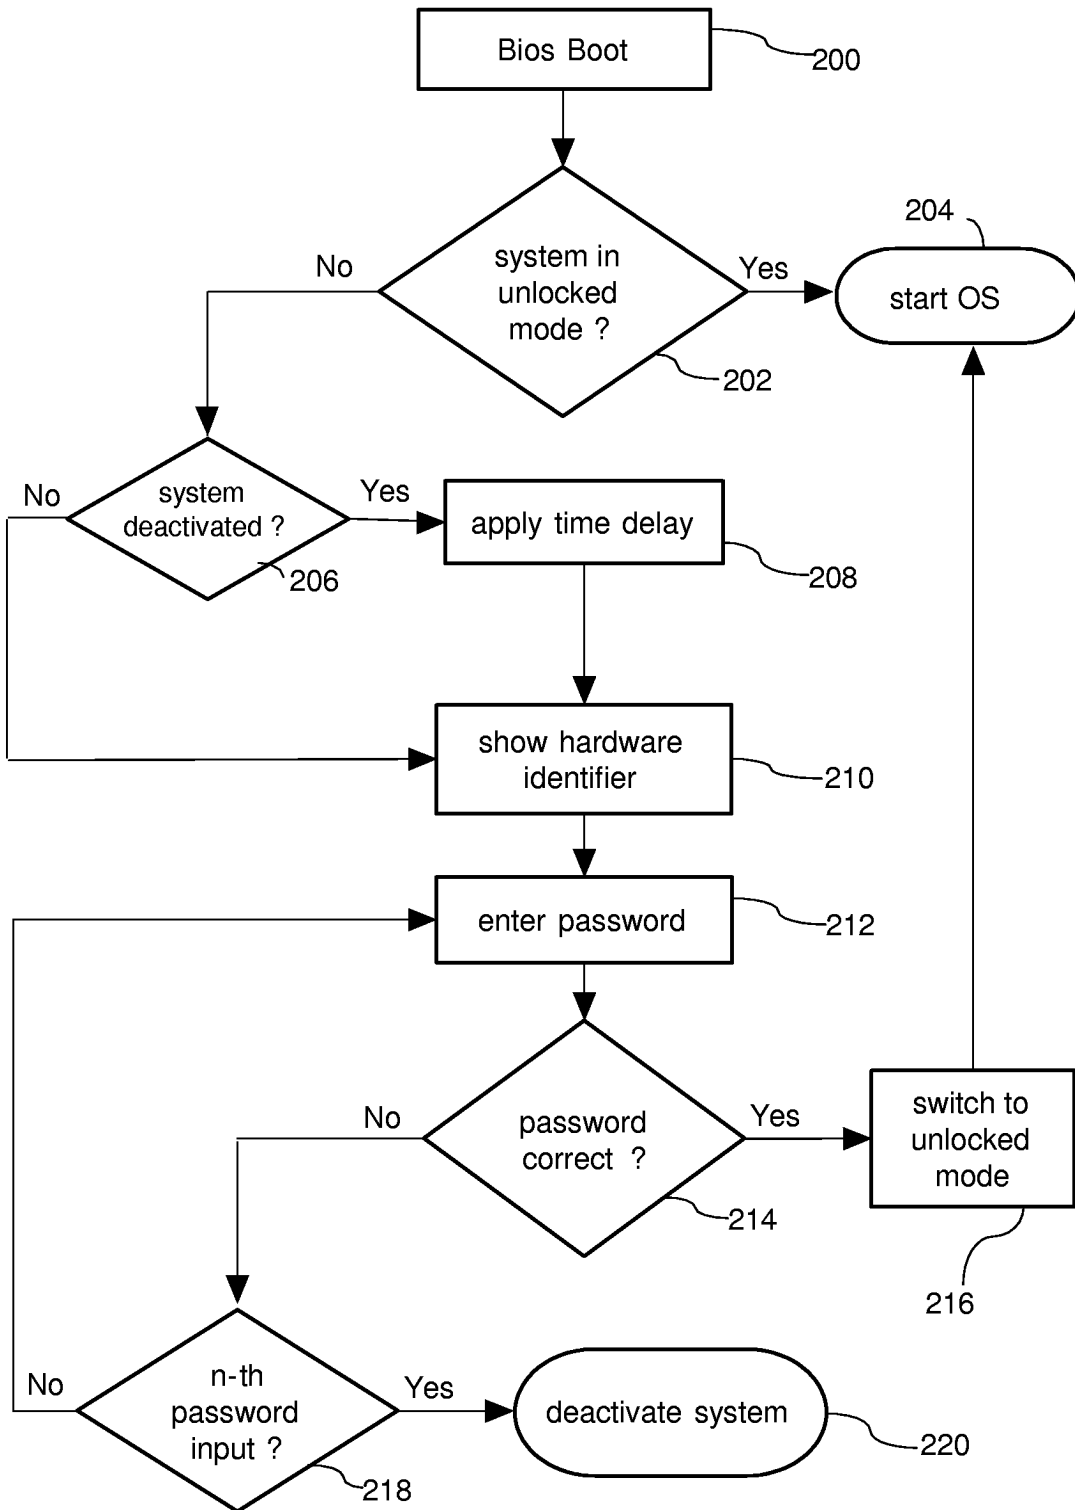 Bios Boot
200
204
No
system in
unlocked
mode ?
Yes
start OS
202
No
system
deactivated ?
Yes
apply time delay
206
208
show hardware
identifier
210
enter password
212
No
password
correct ?
Yes
switch to
unlocked
mode
214
216
No
n-th
password
input ?
Yes
deactivate system
218
220